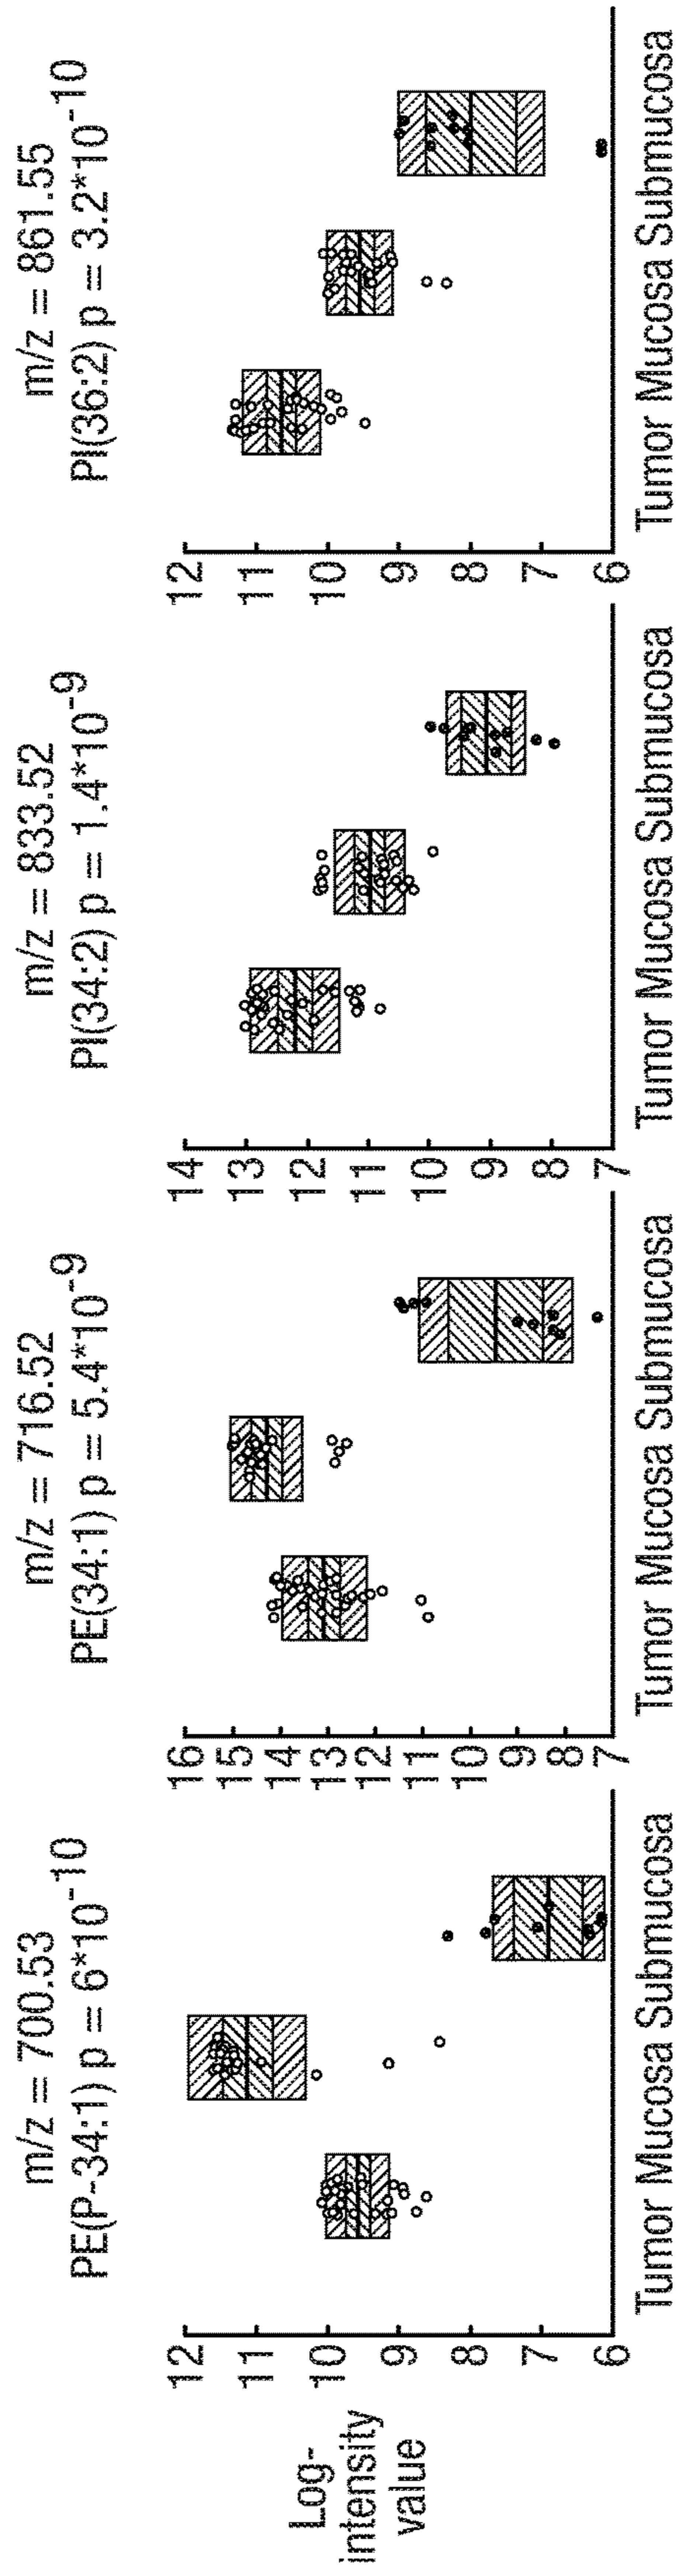 m/z = 700.53
PE(P-34:1) p = 6*10⁻¹⁰
Log-
intensity
value
12
11
10
9
8
7
6
Tumor Mucosa Submucosa
m/z = 716.52
PE(34:1) p = 5.4*10⁻⁹
16
15
14
13
12
11
10
9
8
7
Tumor Mucosa Submucosa
m/z = 833.52
PI(34:2) p = 1.4*10⁻⁹
14
13
12
11
10
9
8
7
Tumor Mucosa Submucosa
m/z = 861.55
PI(36:2) p = 3.2*10⁻¹⁰
12
11
10
9
8
7
6
Tumor Mucosa Submucosa